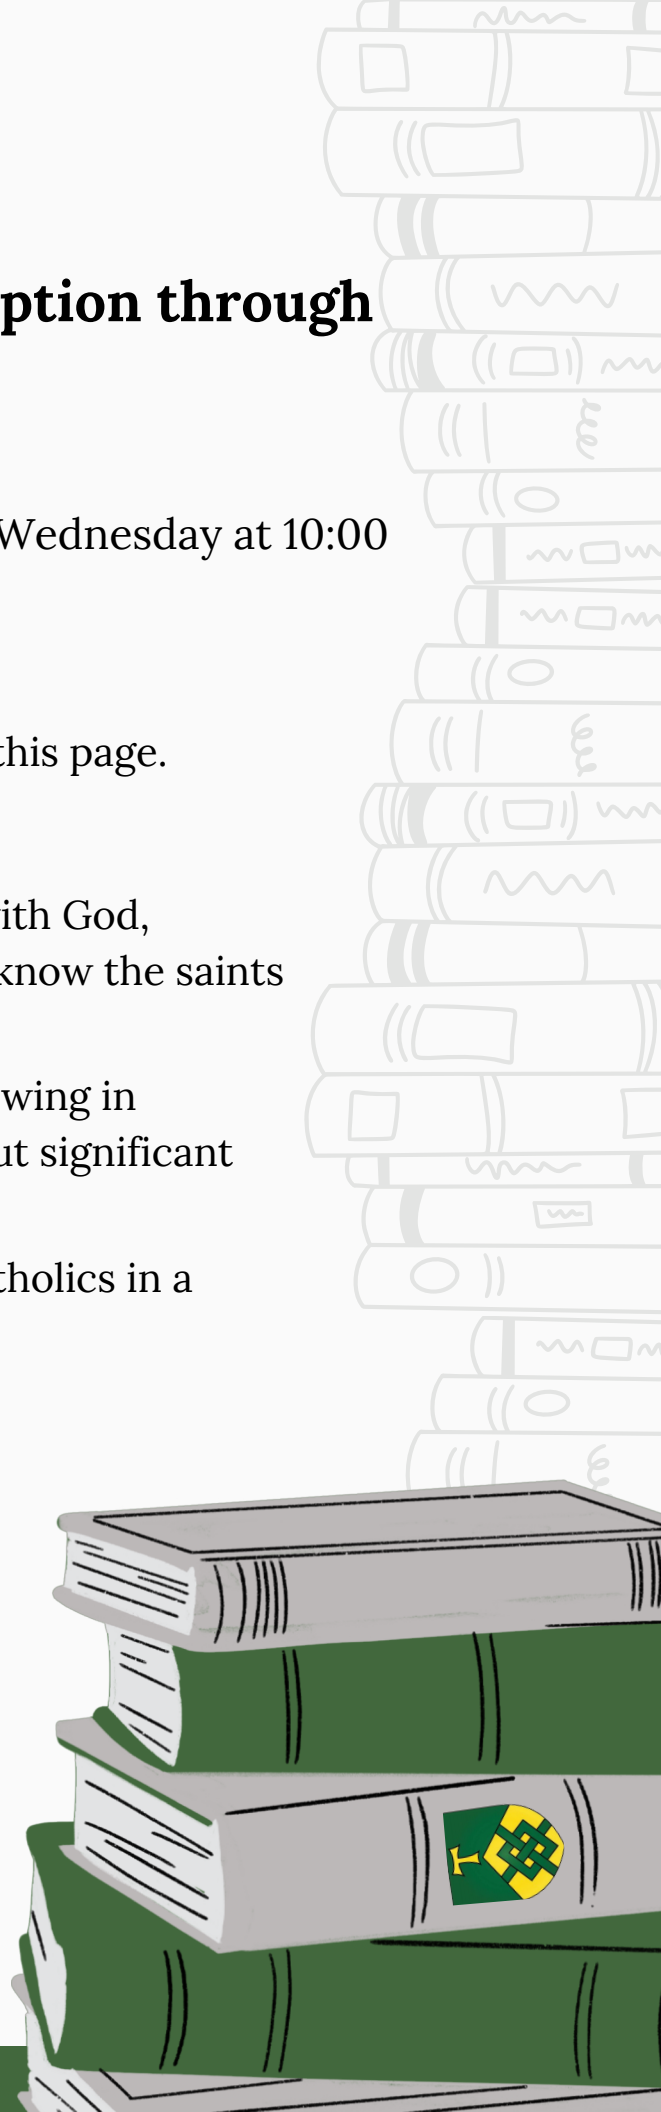 ption through
Wednesday at 10:00
this page.
ith God,
know the saints
wing in
ut significant
tholics in a
T